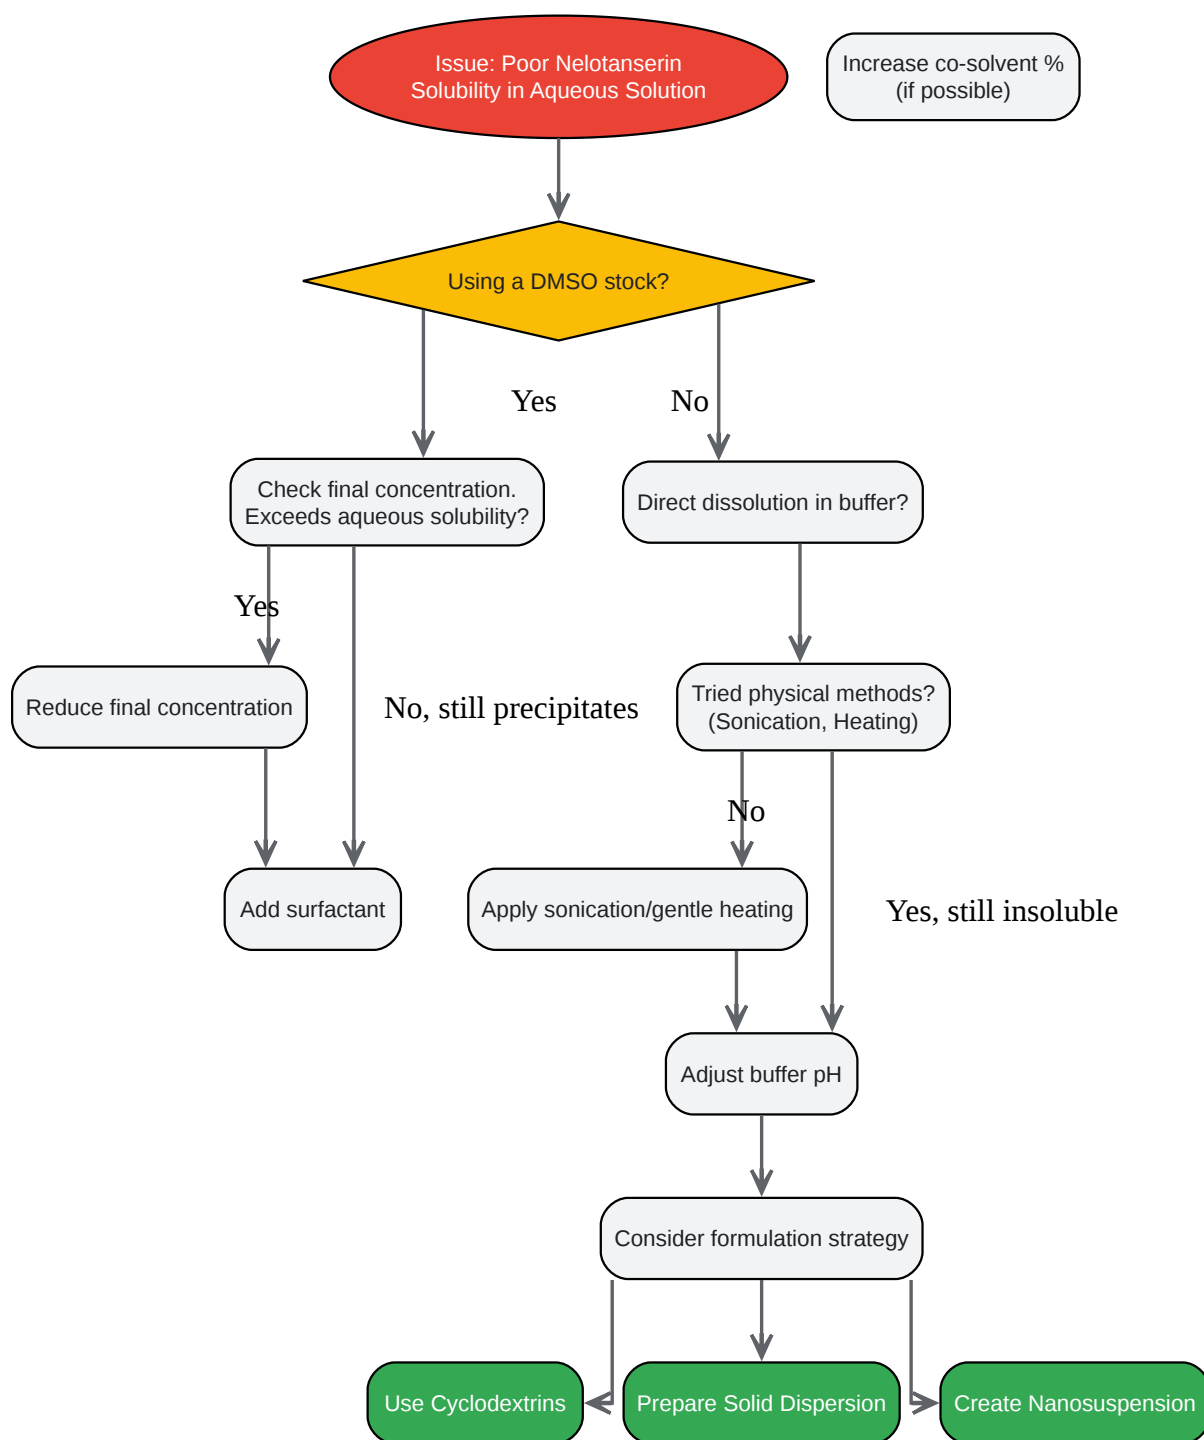 Issue: Poor Nelotanserin
Solubility in Aqueous Solution
Increase co-solvent %
(if possible)
Using a DMSO stock?
Yes
No
Check final concentration.
Exceeds aqueous solubility?
Direct dissolution in buffer?
Yes
Reduce final concentration
No, still precipitates
Tried physical methods?
(Sonication, Heating)
No
Add surfactant
Apply sonication/gentle heating
Yes, still insoluble
Adjust buffer pH
Consider formulation strategy
Use Cyclodextrins
Prepare Solid Dispersion
Create Nanosuspension